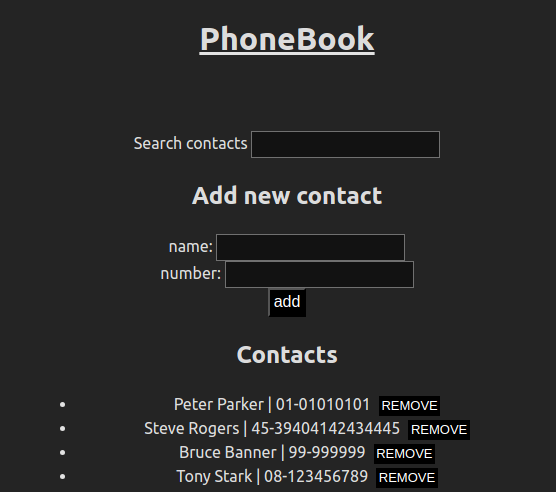 PhoneBook
Search contacts
Add new contact
name:
number:
add
Contacts
Peter Parker | 01-01010101 REMOVE
Steve Rogers | 45-39404142434445 REMOVE
Bruce Banner | 99-999999 REMOVE
Tony Stark | 08-123456789 REMOVE